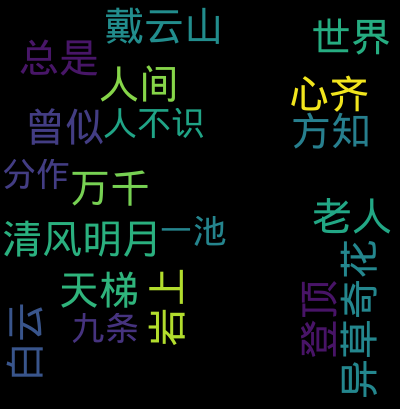 戴云山
世界
总是
人间
心齐
曾似
人不识
方知
分作
万千
老人
清风明月
一池
天梯
岩上
九条
白云
登顶
异草奇花